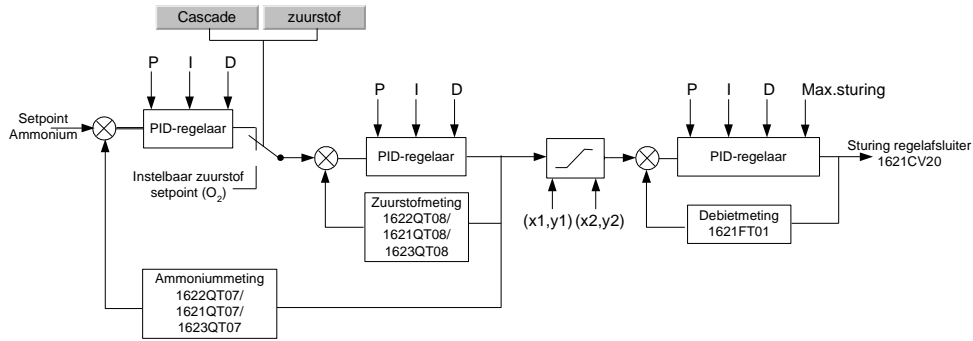 Cascade
zuurstof
P I D
Setpoint
Ammonium
PID-regelaar
Instelbaar zuurstof
setpoint (O₂)
P I D
PID-regelaar
Zuurstofmeting
1622QT08/
1621QT08/
1623QT08
Ammoniummeting
1622QT07/
1621QT07/
1623QT07
(x1,y1) (x2,y2)
P I D Max.sturing
PID-regelaar
Debietmeting
1621FT01
Sturing regelafsluiter
1621CV20